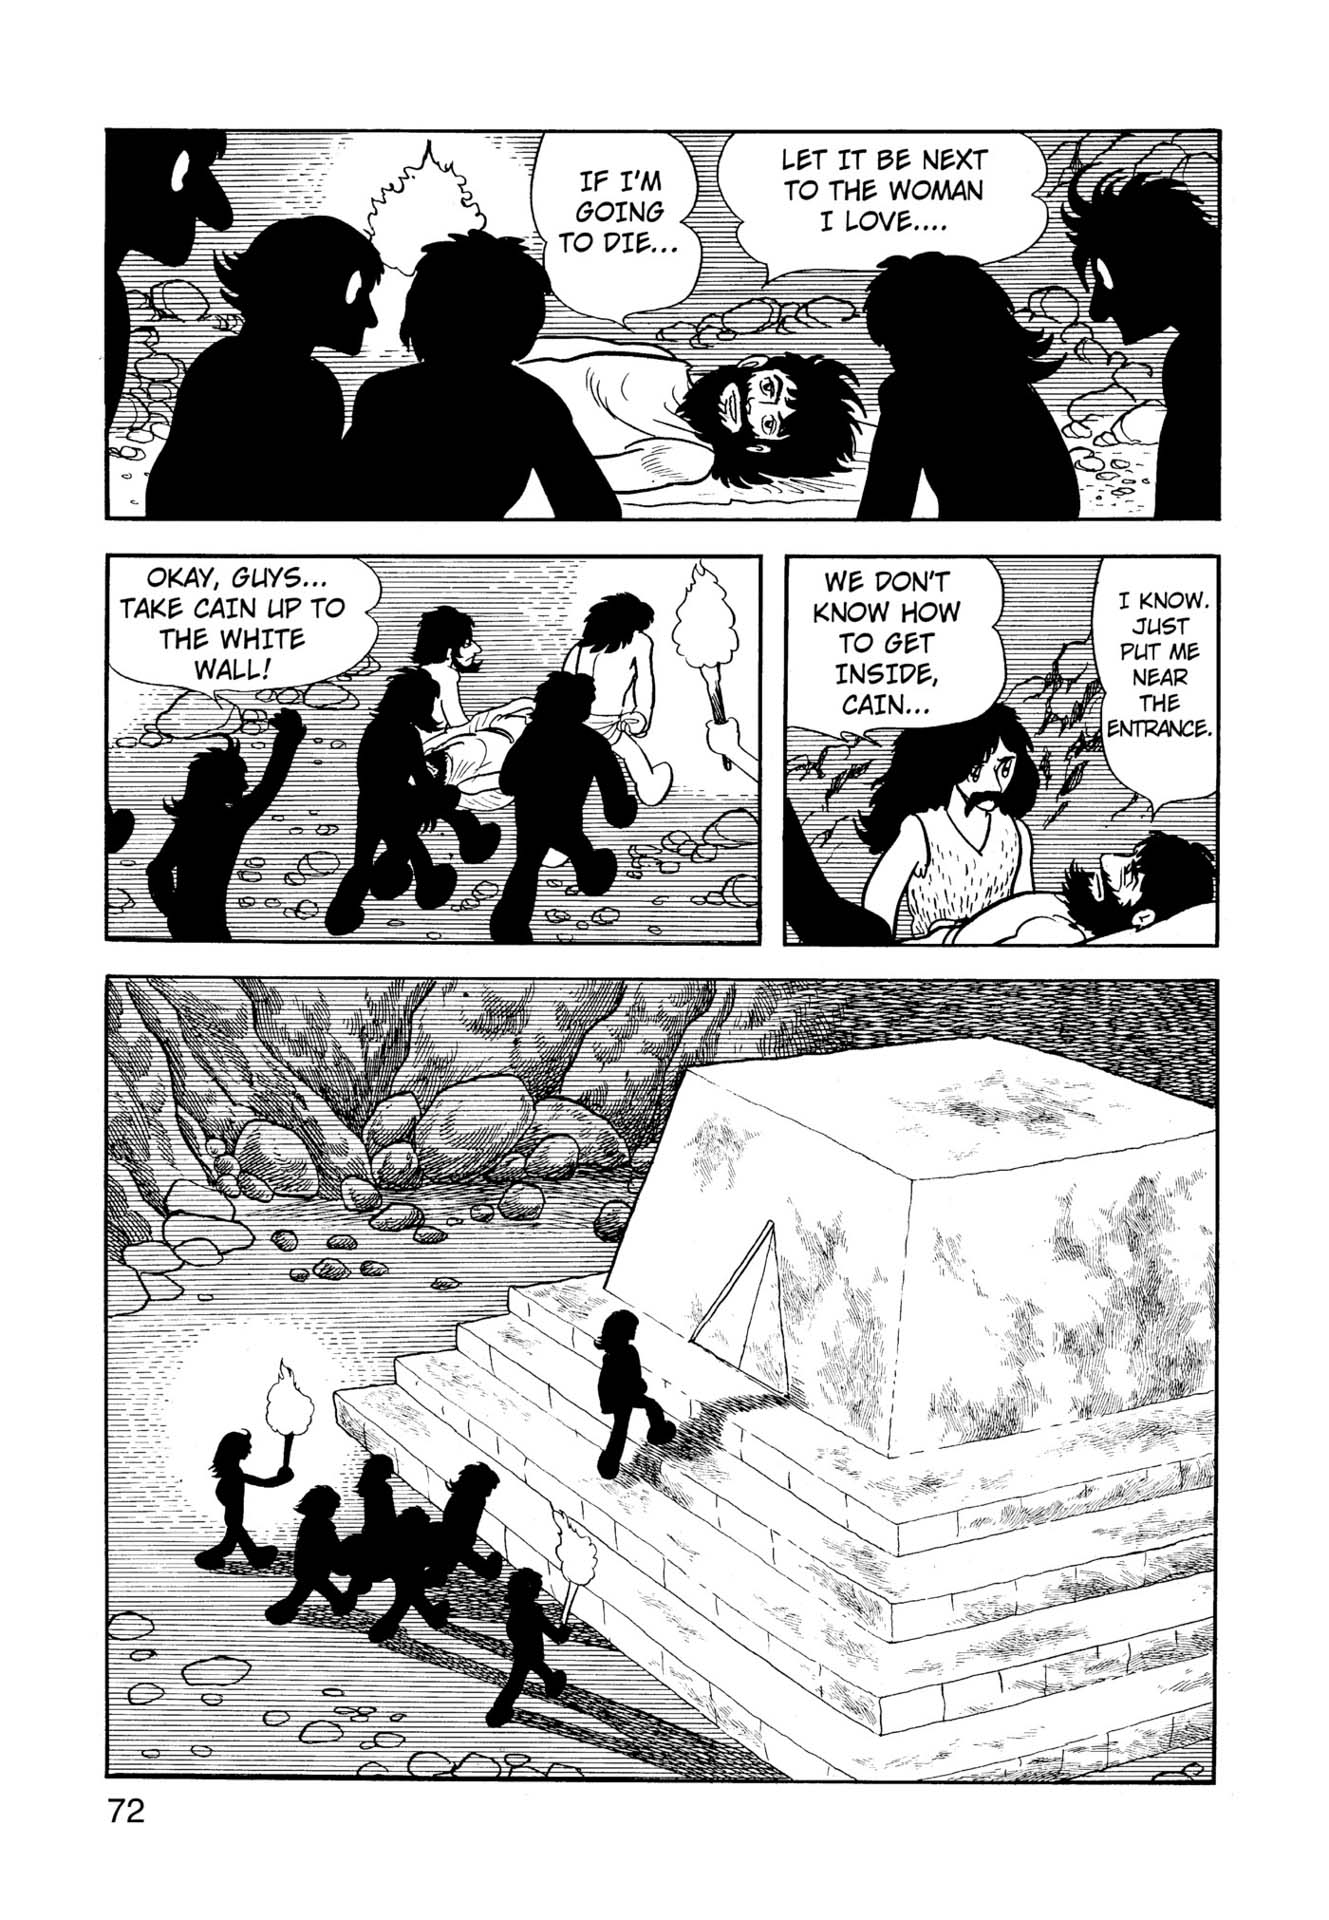 IF I'M
GOING
TO DIE...
LET IT BE NEXT
TO THE WOMAN
I LOVE....
OKAY, GUYS...
TAKE CAIN UP TO
THE WHITE
WALL!
WE DON'T
KNOW HOW
TO GET
INSIDE,
CAIN...
I KNOW.
JUST
PUT ME
NEAR
THE
ENTRANCE.
72